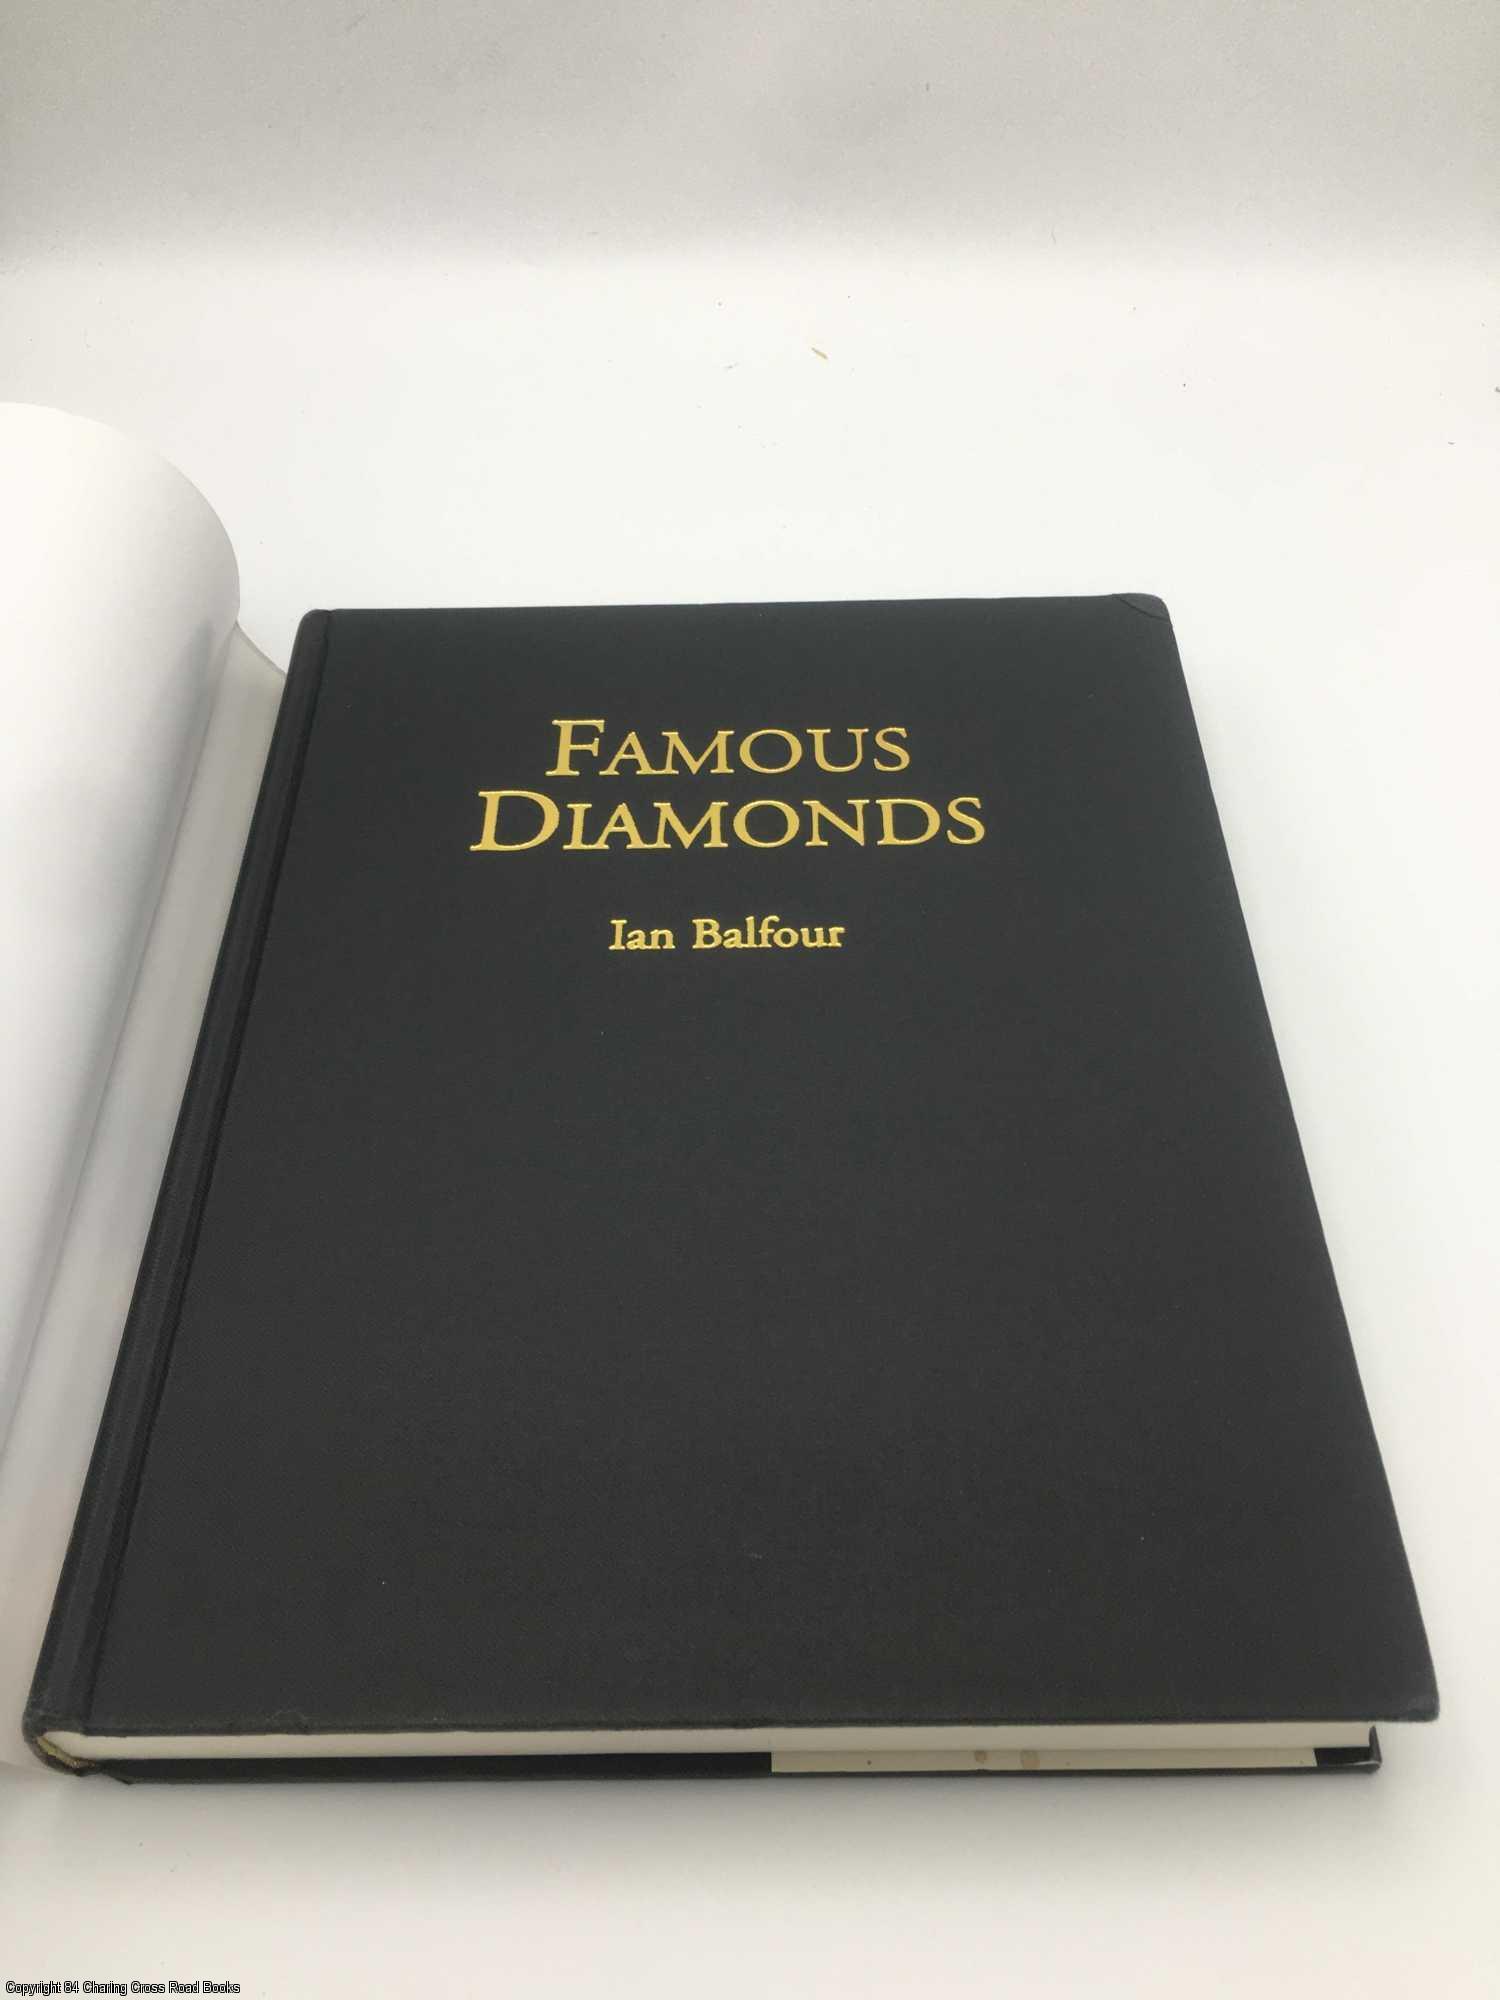 FAMOUS
DIAMONDS
Ian Balfour
Copyright 84 Charing Cross Road Books